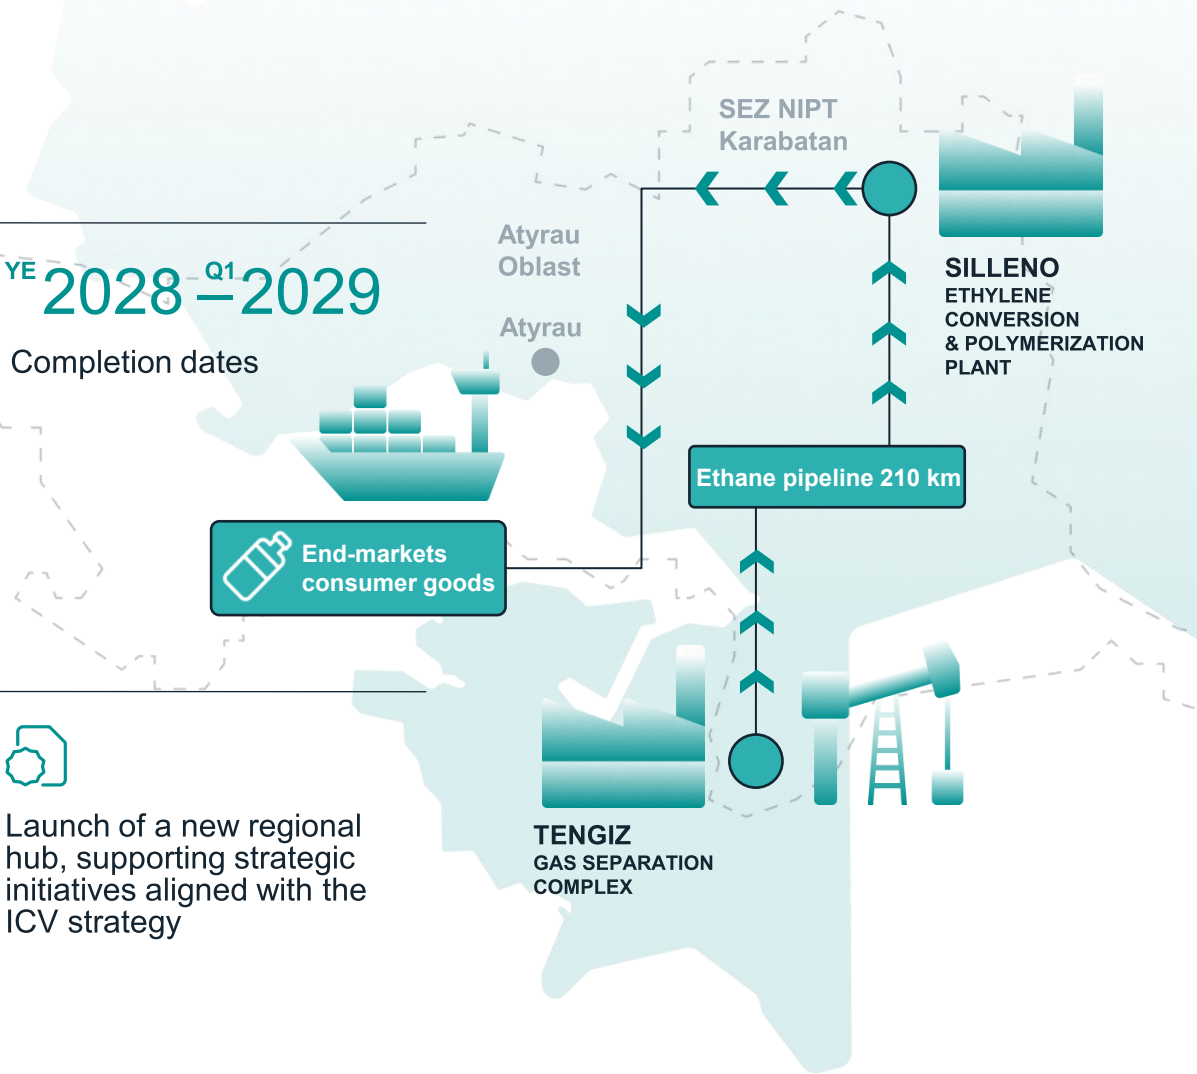 SEZ NIPT
Karabatan
Atyrau
Oblast
Atyrau
YE 2028 – Q1 2029
Completion dates
SILLENO
ETHYLENE
CONVERSION
& POLYMERIZATION
PLANT
Ethane pipeline 210 km
End-markets
consumer goods
TENGIZ
GAS SEPARATION
COMPLEX
Launch of a new regional
hub, supporting strategic
initiatives aligned with the
ICV strategy